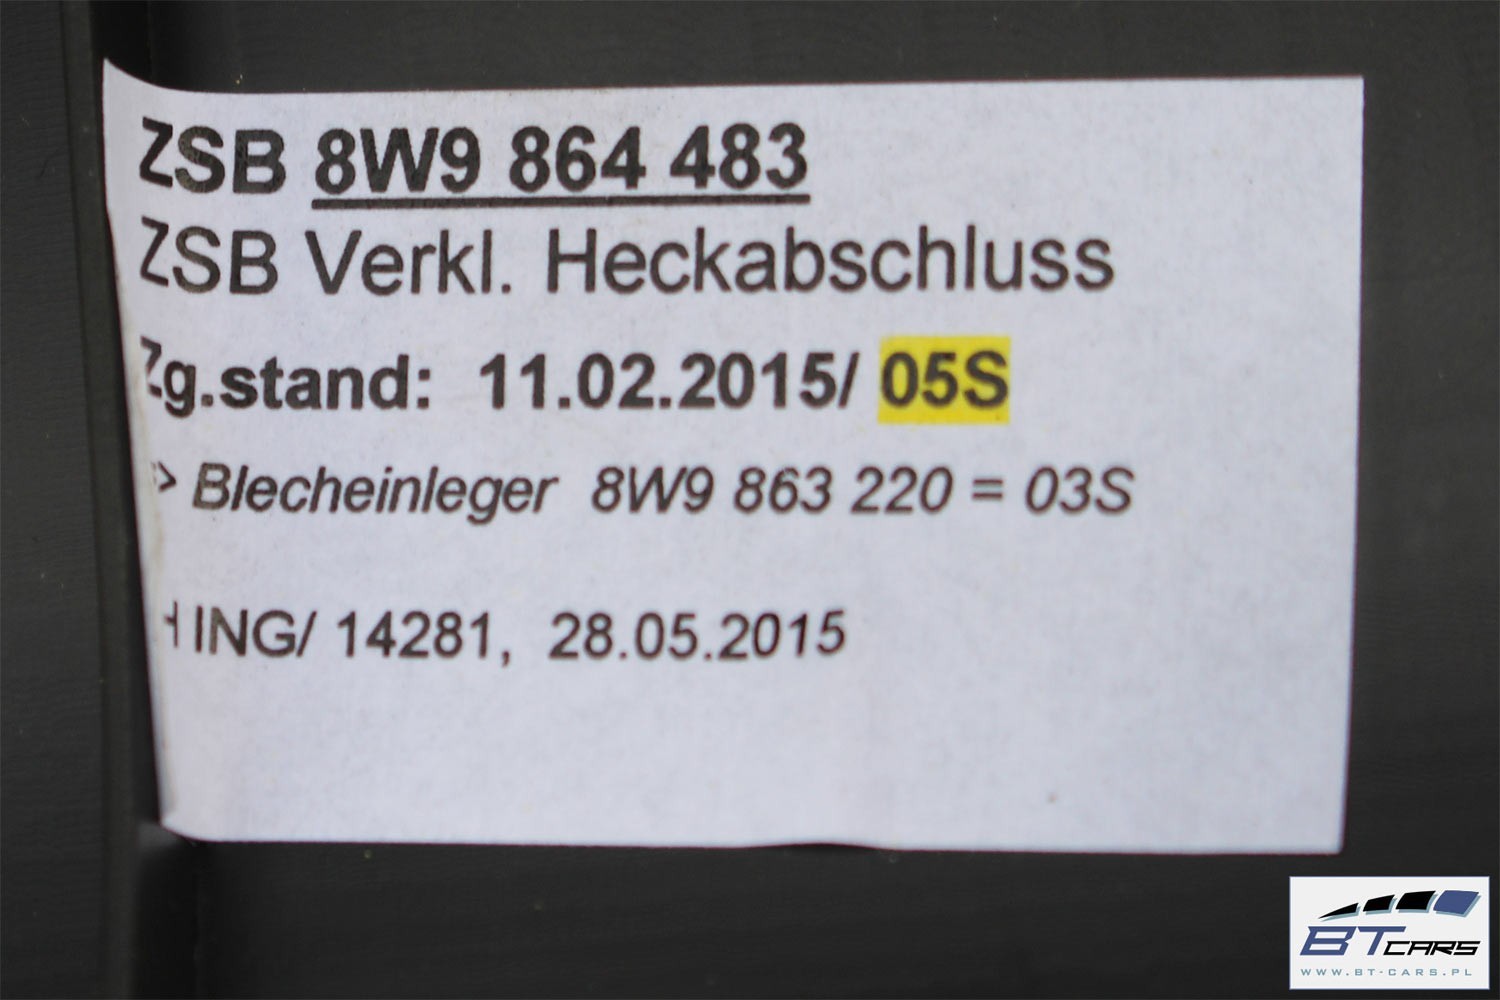 ZSB 8W9 864 483
ZSB Verkl. Heckabschluss
Zg.stand: 11.02.2015/ 05S
> Blecheinleger 8W9 863 220 = 03S
ING/ 14281, 28.05.2015
BT CARS
WWW.BT-CARS.PL